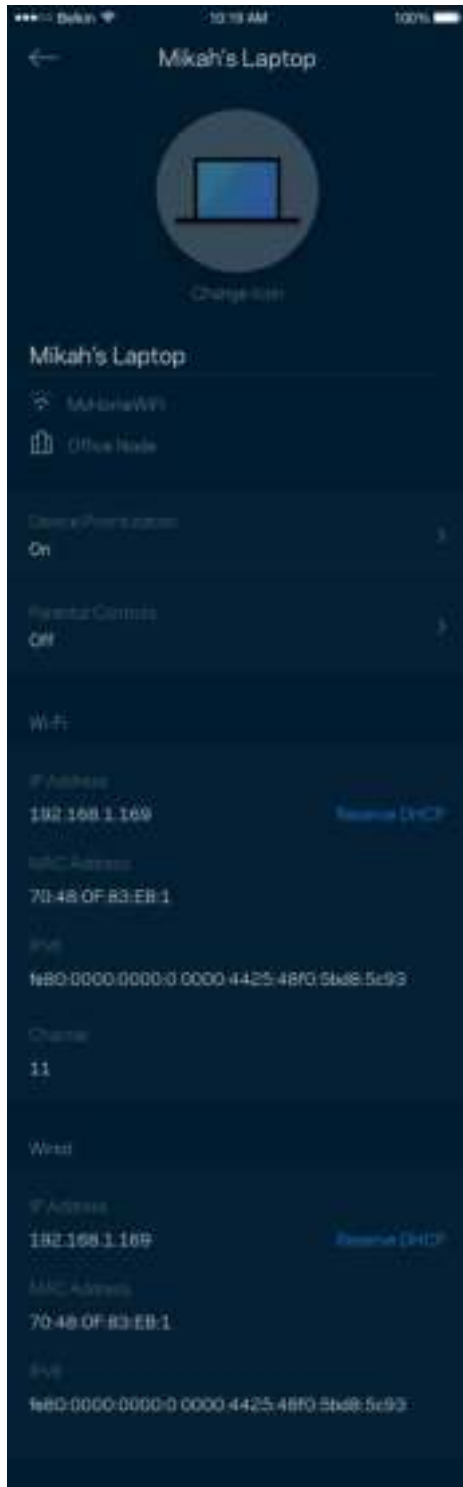 Belkin 10:19 AM 100%
Mikah's Laptop
Change Icon
Mikah's Laptop
MyHomeWiFi
Office Node
Device Prioritization
On
Parental Controls
Off
Wi-Fi
IP Address
192.168.1.169 Reserve DHCP
MAC Address
70:48:0F:83:EB:1
IPv6
fe80:0000:0000:0:0000:4425:48f0:5bd8:5c93
Channel
11
Wired
IP Address
192.168.1.169 Reserve DHCP
MAC Address
70:48:0F:83:EB:1
IPv6
fe80:0000:0000:0:0000:4425:48f0:5bd8:5c93